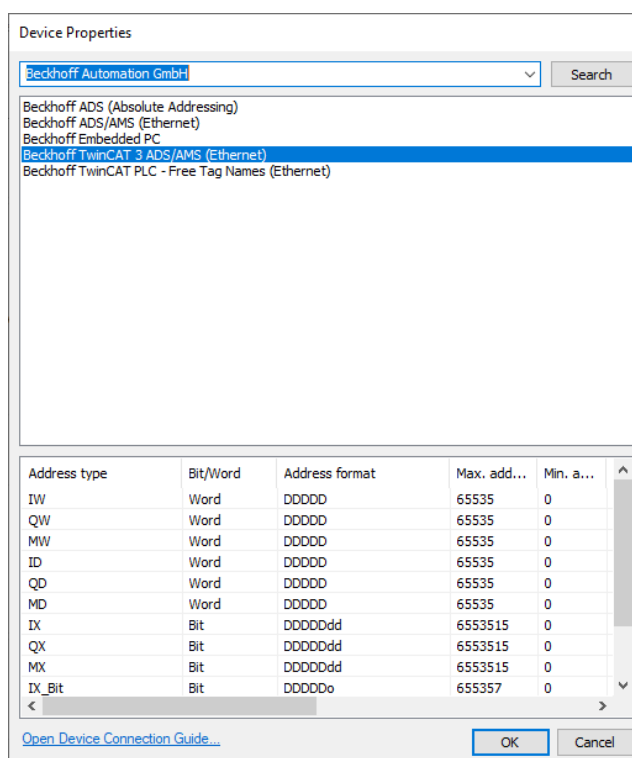 Device Properties
Beckhoff Automation GmbH
Search
Beckhoff ADS (Absolute Addressing)
Beckhoff ADS/AMS (Ethernet)
Beckhoff Embedded PC
Beckhoff TwinCAT 3 ADS/AMS (Ethernet)
Beckhoff TwinCAT PLC - Free Tag Names (Ethernet)
Address type Bit/Word Address format Max. add... Min. a...
IW Word DDDDD 65535 0
QW Word DDDDD 65535 0
MW Word DDDDD 65535 0
ID Word DDDDD 65535 0
QD Word DDDDD 65535 0
MD Word DDDDD 65535 0
IX Bit DDDDDdd 6553515 0
QX Bit DDDDDdd 6553515 0
MX Bit DDDDDdd 6553515 0
IX_Bit Bit DDDDDo 655357 0
Open Device Connection Guide...
OK Cancel